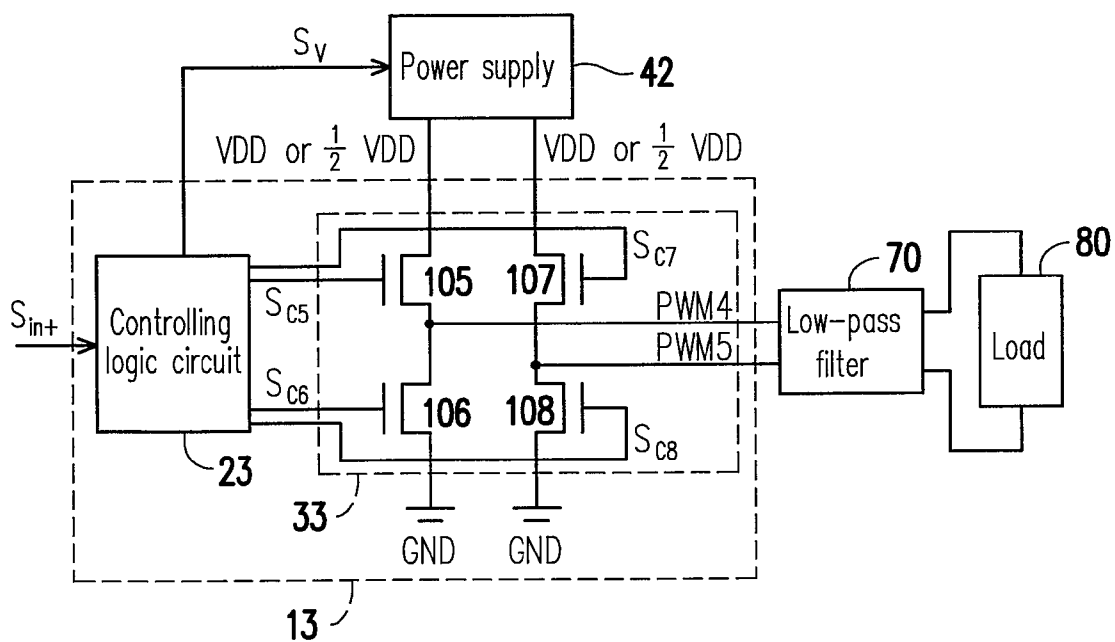 S_V
Power supply
42
VDD or 1/2 VDD
VDD or 1/2 VDD
80
70
S_C7
105
107
S_C5
S_in+
Controlling
logic circuit
PWM4
Low-pass
filter
Load
PWM5
S_C6
106
108
S_C8
23
33
GND
GND
13